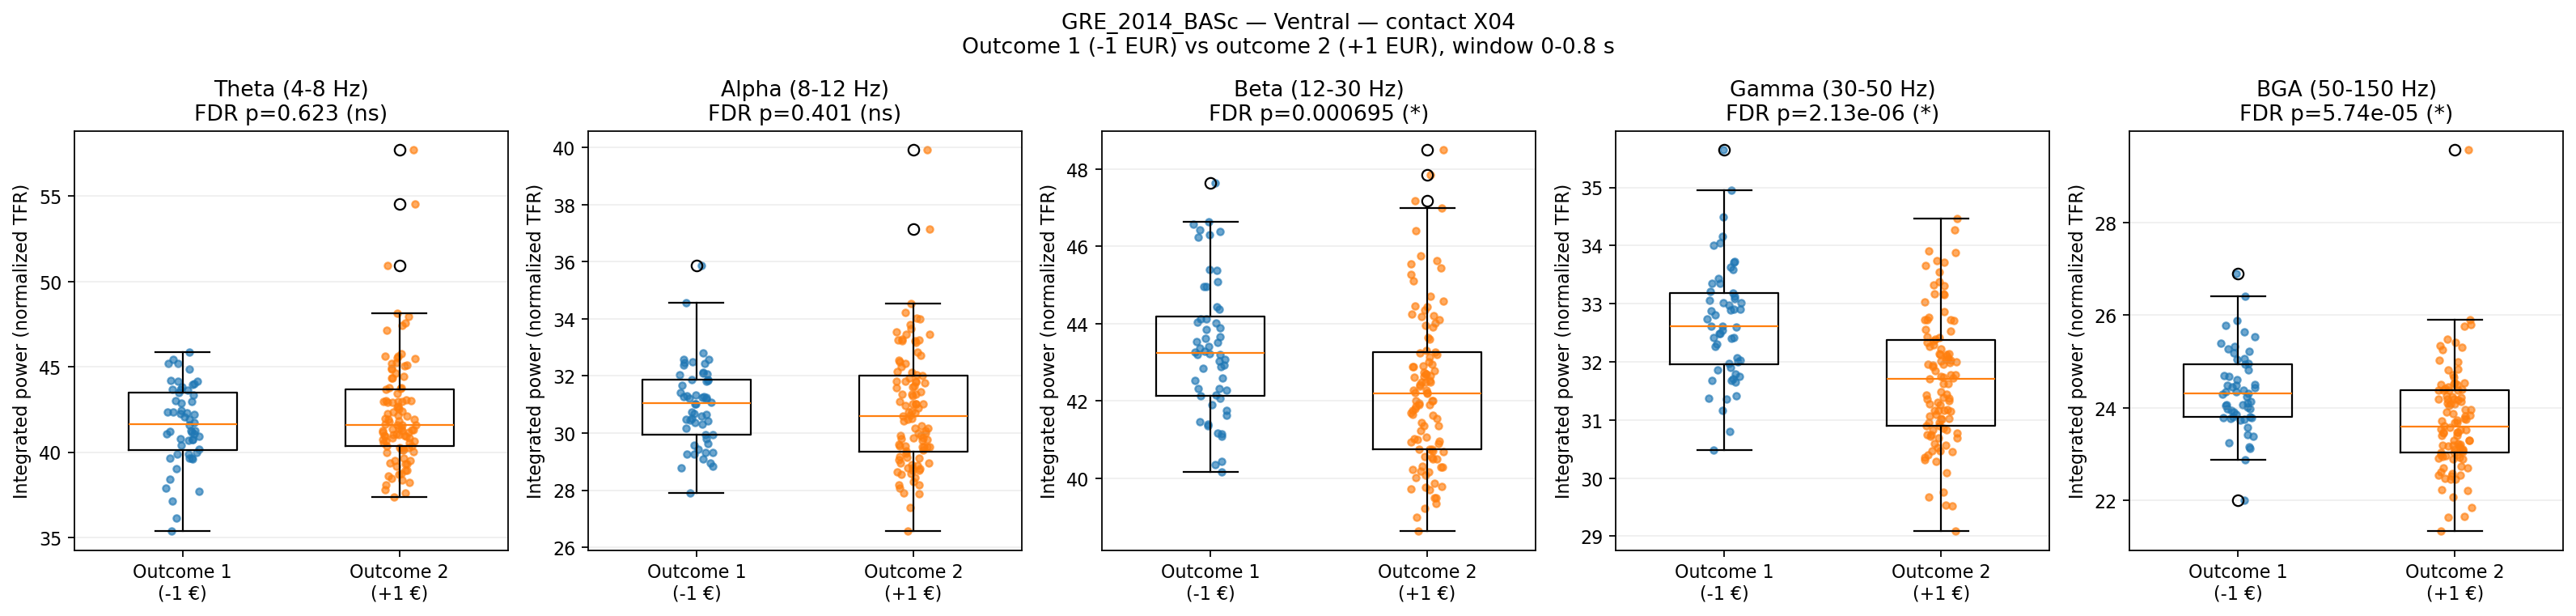 GRE_2014_BASc — Ventral — contact X04
Outcome 1 (-1 EUR) vs outcome 2 (+1 EUR), window 0-0.8 s
Theta (4-8 Hz)
FDR p=0.623 (ns)
Integrated power (normalized TFR)
55
50
45
40
35
Outcome 1
(-1 €)
Outcome 2
(+1 €)
Alpha (8-12 Hz)
FDR p=0.401 (ns)
Integrated power (normalized TFR)
40
38
36
34
32
30
28
26
Outcome 1
(-1 €)
Outcome 2
(+1 €)
Beta (12-30 Hz)
FDR p=0.000695 (*)
Integrated power (normalized TFR)
48
46
44
42
40
Outcome 1
(-1 €)
Outcome 2
(+1 €)
Gamma (30-50 Hz)
FDR p=2.13e-06 (*)
Integrated power (normalized TFR)
35
34
33
32
31
30
29
Outcome 1
(-1 €)
Outcome 2
(+1 €)
BGA (50-150 Hz)
FDR p=5.74e-05 (*)
Integrated power (normalized TFR)
28
26
24
22
Outcome 1
(-1 €)
Outcome 2
(+1 €)